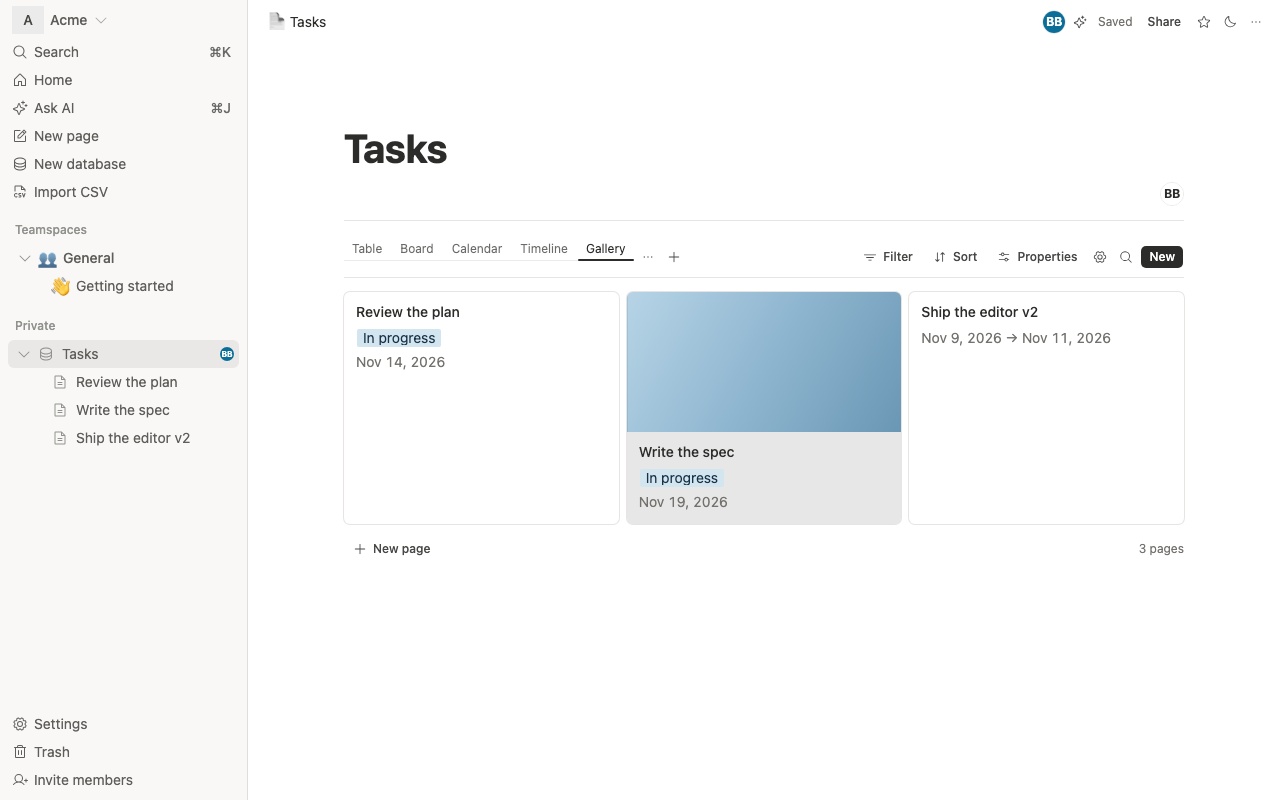 A Acme
Search ⌘K
Home
Ask AI ⌘J
New page
New database
Import CSV
Teamspaces
General
Getting started
Private
Tasks BB
Review the plan
Write the spec
Ship the editor v2
Settings
Trash
Invite members
Tasks
BB Saved Share
Tasks
BB
Table Board Calendar Timeline Gallery
Filter Sort Properties New
Review the plan
In progress
Nov 14, 2026
Write the spec
In progress
Nov 19, 2026
Ship the editor v2
Nov 9, 2026 → Nov 11, 2026
New page
3 pages